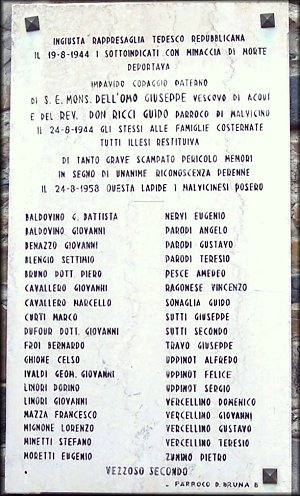 INGIUSTA RAPPRESAGLIA TEDESCO REPUBBLICANA
IL 19-8-1944 I SOTTOINDICATI CON MINACCIA DI MORTE
DEPORTAVA
IMPAVIDO CORAGGIO PATERNO
DI S. E. MONS. DELL'OMO GIUSEPPE VESCOVO DI ACQUI
E DEL REV. DON RICCI GUIDO PARROCO DI MALVICINO
IL 24-8-1944 GLI STESSI ALLE FAMIGLIE COSTERNATE
TUTTI ILLESI RESTITUIVA
DI TANTO GRAVE SCAMPATO PERICOLO MEMORI
IN SEGNO DI UNANIME RICONOSCENZA PERENNE
IL 24-8-1958 QUESTA LAPIDE I MALVICINESI POSERO
BALDOVINO G. BATTISTA NERVI EUGENIO
BALDOVINO GIOVANNI PARODI ANGELO
BENAZZO GIOVANNI PARODI GUSTAVO
BLENGIO SETTIMIO PARODI TERESIO
BRUNO DOTT. PIERO PESCE AMEDEO
CAVALLERO GIOVANNI RAGONESE VINCENZO
CAVALLERO MARCELLO SONAGLIA GUIDO
CURTI MARCO SUTTI GIUSEPPE
DUFOUR DOTT. GIOVANNI SUTTI SECONDO
FROI BERNARDO TRAVO GIUSEPPE
GHIONE CELSO VPPINOT ALFREDO
IVALDI GEOM. GIOVANNI VPPINOT FELICE
LINORI DORINO VPPINOT SERGIO
LINORI GIOVANNI VERCELLINO DOMENICO
MAZZA FRANCESCO VERCELLINO GIOVANNI
MIGNONE LORENZO VERCELLINO GUSTAVO
MINETTI STEFANO VERCELLINO TERESIO
MORETTI EUGENIO ZUNINO PIETRO
VEZZOSO SECONDO
PARROCO D. BRUNA B